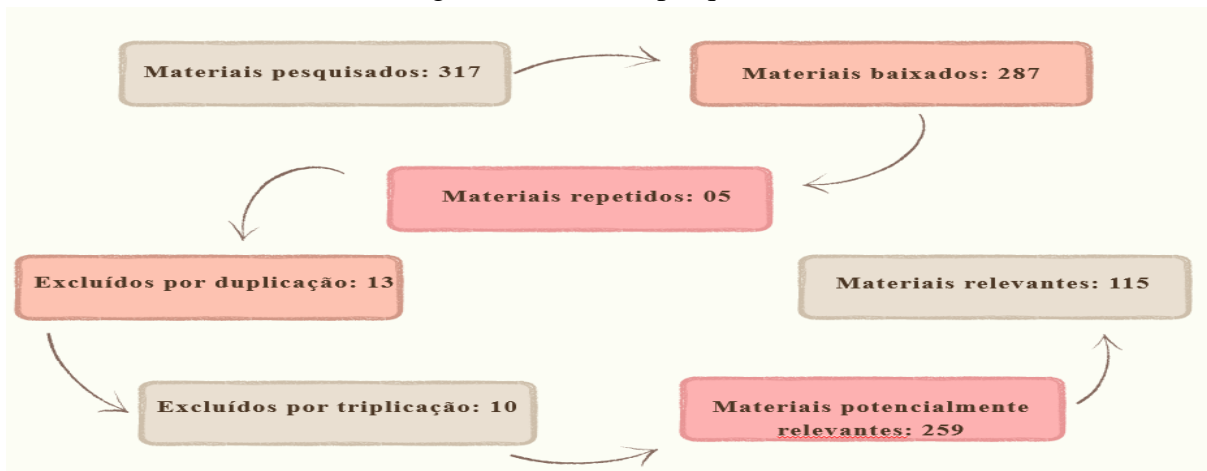 Materiais pesquisados: 317
Materiais baixados: 287
Materiais repetidos: 05
Excluídos por duplicação: 13
Excluídos por triplicação: 10
Materiais potencialmente
relevantes: 259
Materiais relevantes: 115